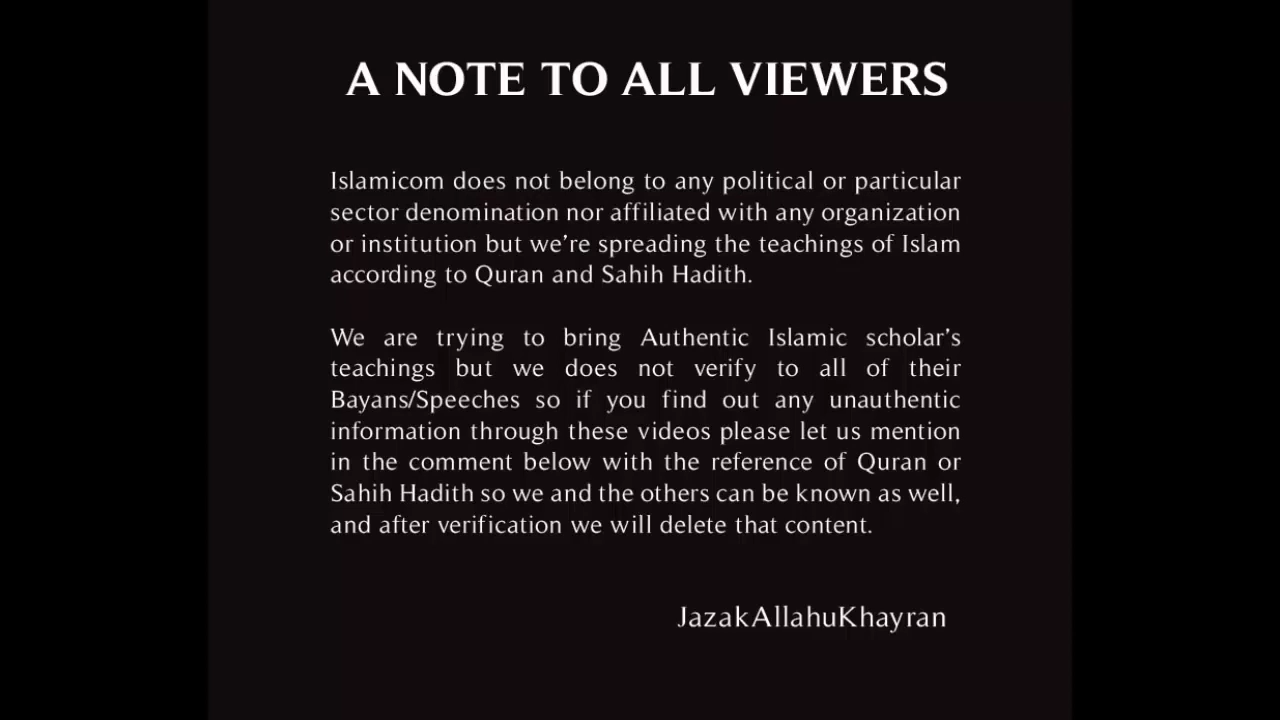 A NOTE TO ALL VIEWERS
Islamicom does not belong to any political or particular
sector denomination nor affiliated with any organization
or institution but we're spreading the teachings of Islam
according to Quran and Sahih Hadith.
We are trying to bring Authentic Islamic scholar's
teachings but we does not verify to all of their
Bayans/Speeches so if you find out any unauthentic
information through these videos please let us mention
in the comment below with the reference of Quran or
Sahih Hadith so we and the others can be known as well,
and after verification we will delete that content.
JazakAllahuKhayran